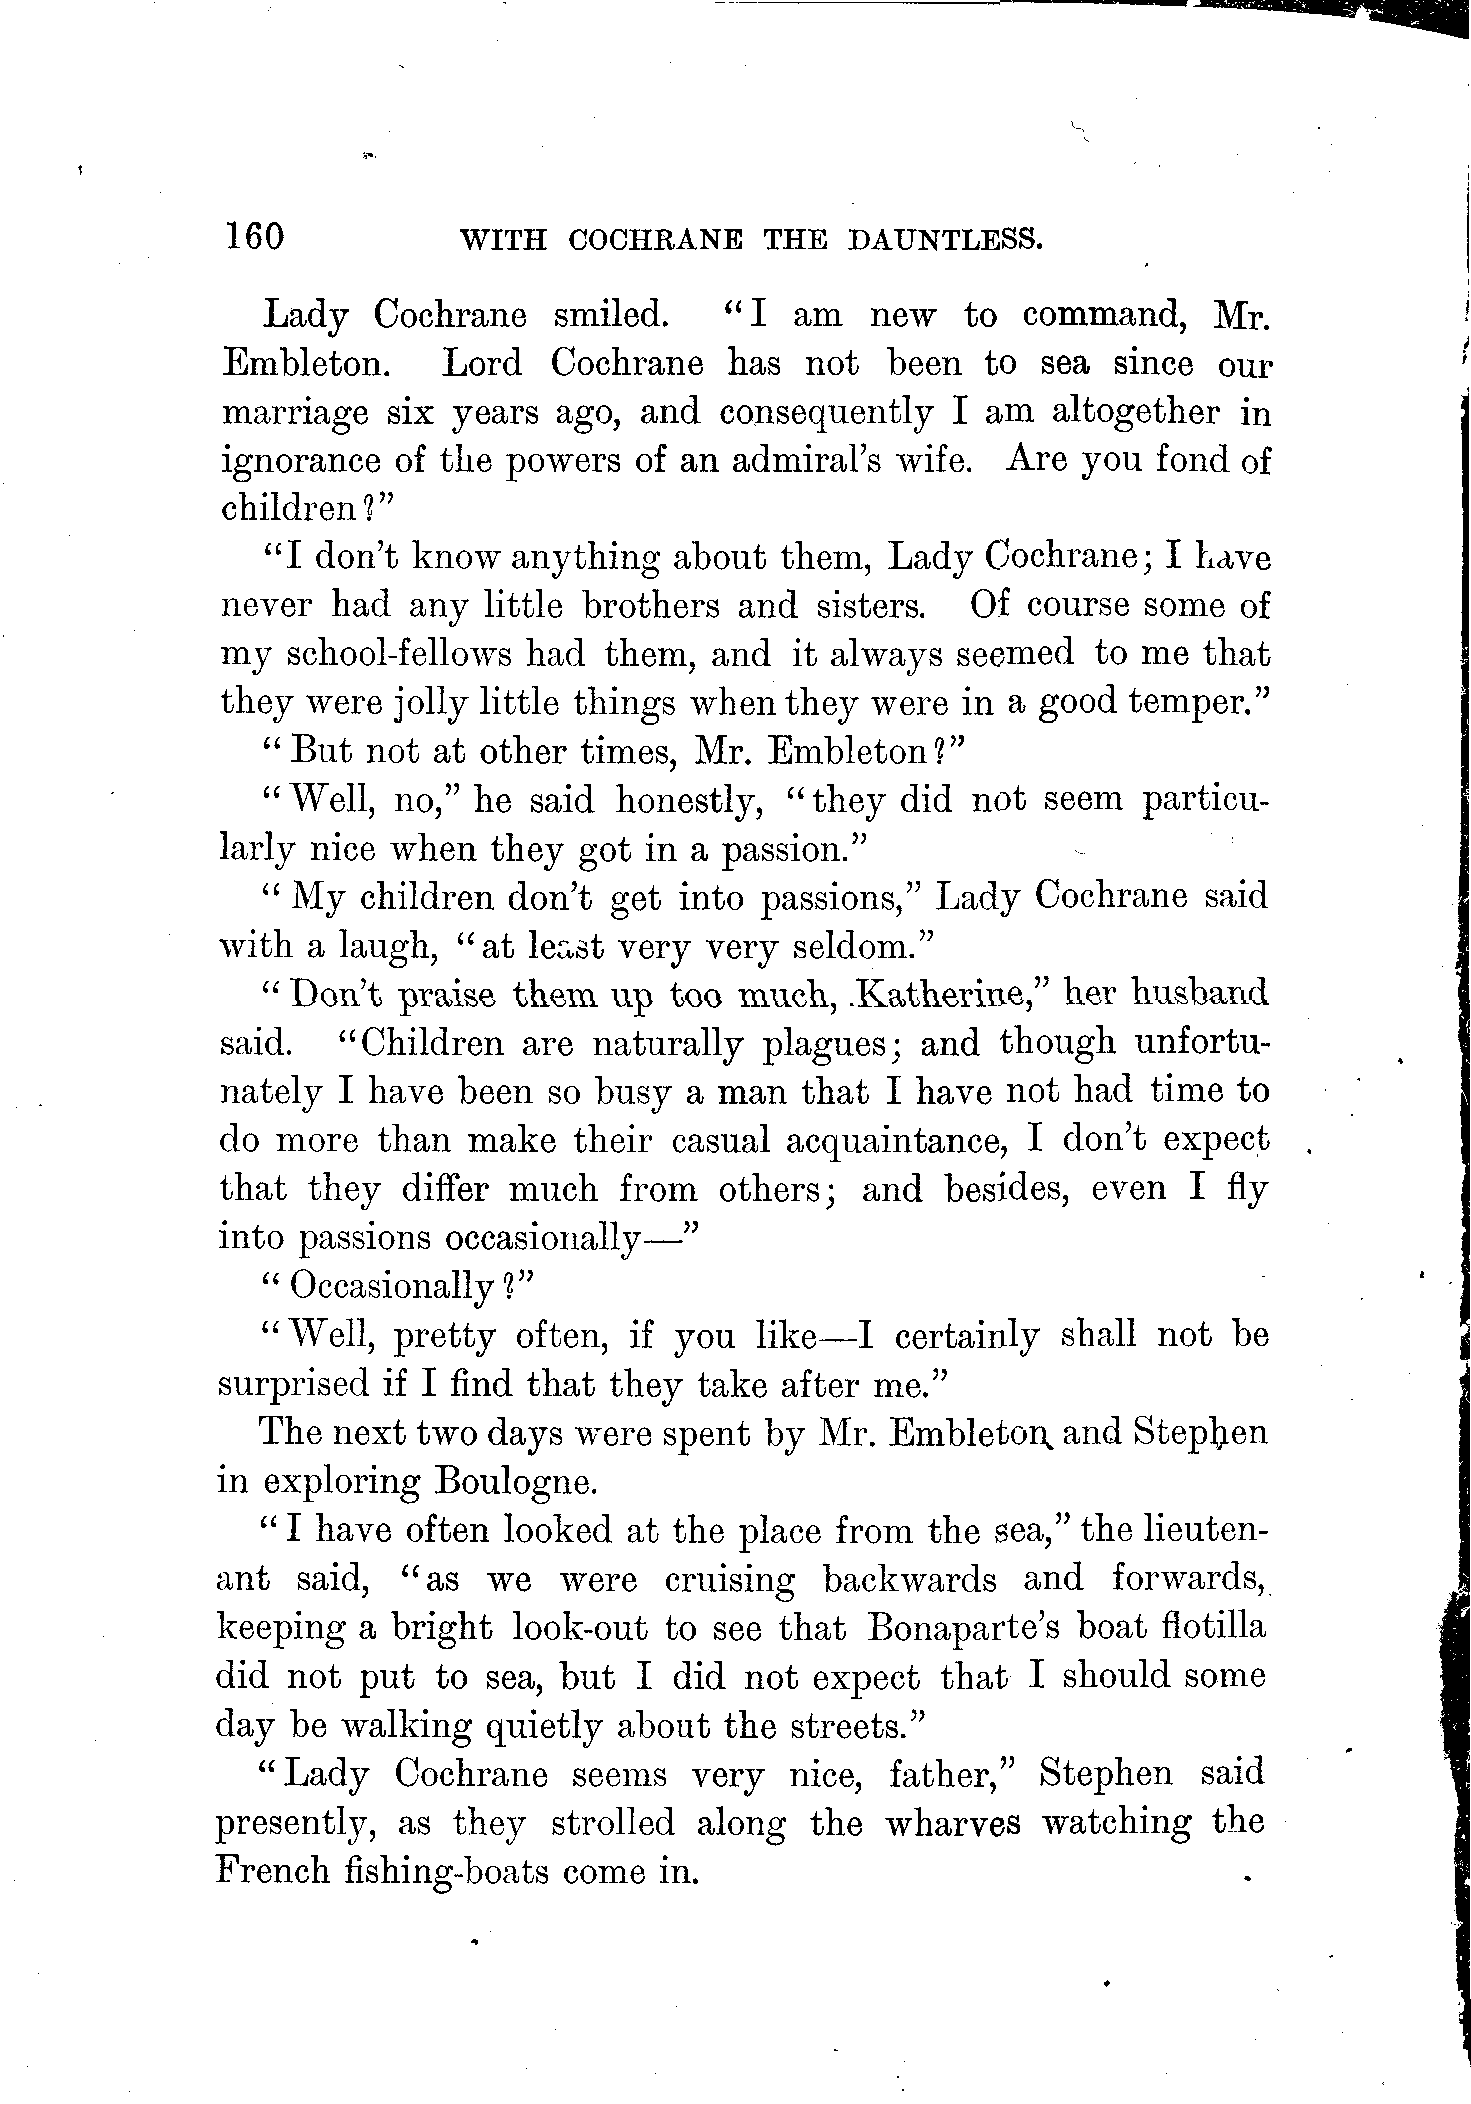 160 WITH COCHRANE THE DAUNTLESS.
Lady Cochrane smiled. "I am new to command, Mr.
Embleton. Lord Cochrane has not been to sea since our
marriage six years ago, and consequently I am altogether in
ignorance of the powers of an admiral's wife. Are you fond of
children?"
"I don't know anything about them, Lady Cochrane; I have
never had any little brothers and sisters. Of course some of
my school-fellows had them, and it always seemed to me that
they were jolly little things when they were in a good temper."
"But not at other times, Mr. Embleton?"
"Well, no," he said honestly, "they did not seem particu-
larly nice when they got in a passion."
"My children don't get into passions," Lady Cochrane said
with a laugh, "at least very very seldom."
"Don't praise them up too much, Katherine," her husband
said. "Children are naturally plagues; and though unfortu-
nately I have been so busy a man that I have not had time to
do more than make their casual acquaintance, I don't expect
that they differ much from others; and besides, even I fly
into passions occasionally—"
"Occasionally?"
"Well, pretty often, if you like—I certainly shall not be
surprised if I find that they take after me."
The next two days were spent by Mr. Embleton and Stephen
in exploring Boulogne.
"I have often looked at the place from the sea," the lieuten-
ant said, "as we were cruising backwards and forwards,
keeping a bright look-out to see that Bonaparte's boat flotilla
did not put to sea, but I did not expect that I should some
day be walking quietly about the streets."
"Lady Cochrane seems very nice, father," Stephen said
presently, as they strolled along the wharves watching the
French fishing-boats come in.